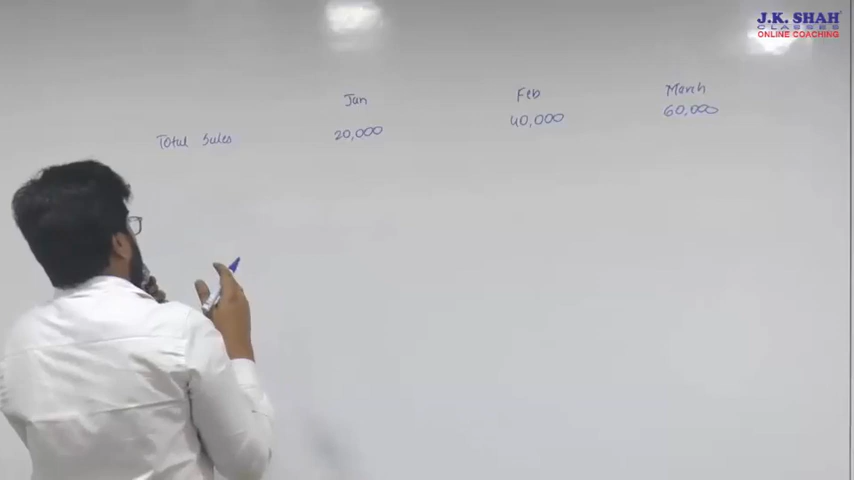 J.K. SHAH
CLASSES
ONLINE COACHING
Jan Feb March
Total Sales 20,000 40,000 60,000